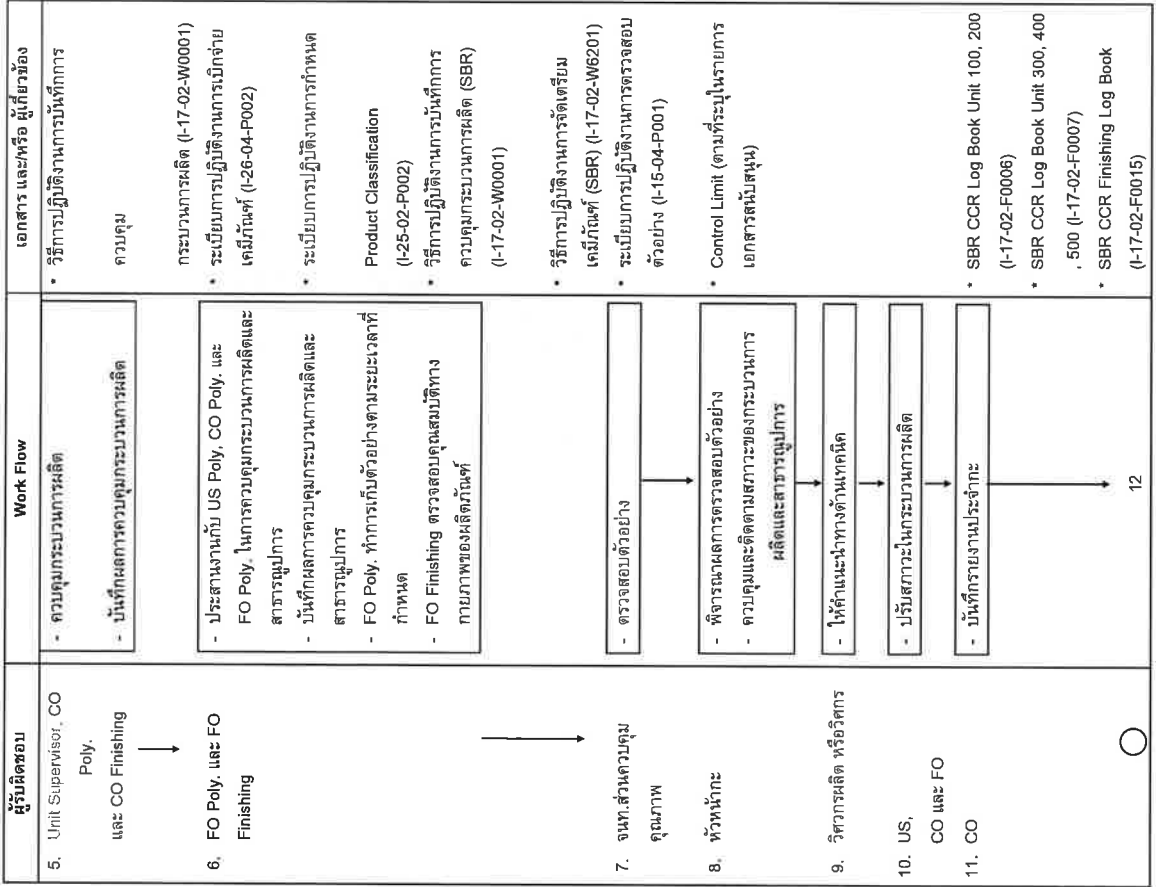 ผู้รับผิดชอบ
Work Flow
เอกสาร และ/หรือ ผู้เกี่ยวข้อง
5. Unit Supervisor, CO
Poly.
และ CO Finishing
- ควบคุมกระบวนการผลิต
- บันทึกผลการควบคุมกระบวนการผลิต
* วิธีการปฏิบัติงานการบันทึกการ
ควบคุม
กระบวนการผลิต (I-17-02-W0001)
6. FO Poly. และ FO
Finishing
- ประสานงานกับ US Poly, CO Poly. และ
FO Poly. ในการควบคุมกระบวนการผลิตและ
สาธารณูปการ
- บันทึกผลการควบคุมกระบวนการผลิตและ
สาธารณูปการ
- FO Poly. ทำการเก็บตัวอย่างตามระยะเวลาที่
กำหนด
- FO Finishing ตรวจสอบคุณสมบัติทาง
กายภาพของผลิตภัณฑ์
* ระเบียบการปฏิบัติงานการเบิกจ่าย
เคมีภัณฑ์ (I-26-04-P002)
* ระเบียบการปฏิบัติงานการกำหนด
Product Classification
(I-25-02-P002)
* วิธีการปฏิบัติงานการบันทึกการ
ควบคุมกระบวนการผลิต (SBR)
(I-17-02-W0001)
* วิธีการปฏิบัติงานการจัดเตรียม
เคมีภัณฑ์ (SBR) (I-17-02-W6201)
7. จนท.ส่วนควบคุม
คุณภาพ
- ตรวจสอบตัวอย่าง
* ระเบียบการปฏิบัติงานการตรวจสอบ
ตัวอย่าง (I-15-04-P001)
8. หัวหน้ากะ
- พิจารณาผลการตรวจสอบตัวอย่าง
- ควบคุมและติดตามสภาวะของกระบวนการ
ผลิตและสาธารณูปการ
* Control Limit (ตามที่ระบุในรายการ
เอกสารสนับสนุน)
9. วิศวกรผลิต หรือวิศกร
- ให้คำแนะนำทางด้านเทคนิค
10. US,
CO และ FO
- ปรับสภาวะในกระบวนการผลิต
11. CO
- บันทึกรายงานประจำกะ
* SBR CCR Log Book Unit 100, 200
(I-17-02-F0006)
* SBR CCR Log Book Unit 300, 400
, 500 (I-17-02-F0007)
* SBR CCR Finishing Log Book
(I-17-02-F0015)
12